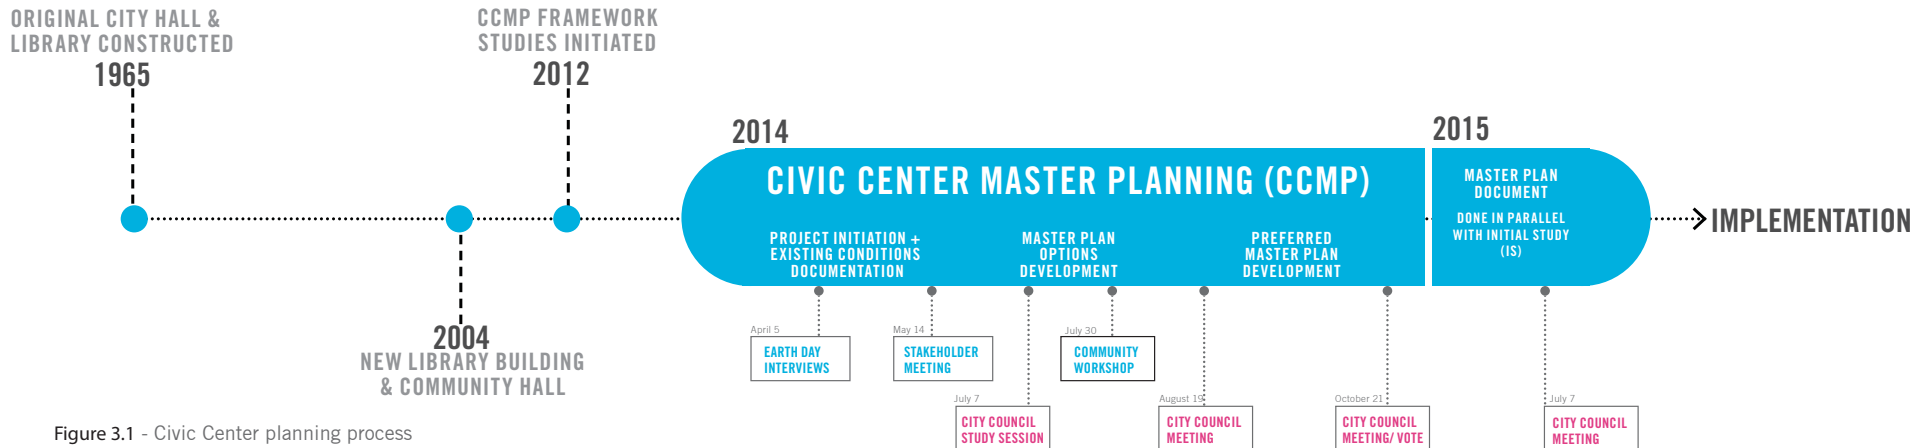 ORIGINAL CITY HALL &
LIBRARY CONSTRUCTED
1965
CCMP FRAMEWORK
STUDIES INITIATED
2012
2004
NEW LIBRARY BUILDING
& COMMUNITY HALL
2014
2015
CIVIC CENTER MASTER PLANNING (CCMP)
PROJECT INITIATION +
EXISTING CONDITIONS
DOCUMENTATION
MASTER PLAN
OPTIONS
DEVELOPMENT
PREFERRED
MASTER PLAN
DEVELOPMENT
MASTER PLAN
DOCUMENT
DONE IN PARALLEL
WITH INITIAL STUDY
(IS)
IMPLEMENTATION
April 5
EARTH DAY
INTERVIEWS
May 14
STAKEHOLDER
MEETING
July 30
COMMUNITY
WORKSHOP
July 7
CITY COUNCIL
STUDY SESSION
August 19
CITY COUNCIL
MEETING
October 21
CITY COUNCIL
MEETING/ VOTE
July 7
CITY COUNCIL
MEETING
Figure 3.1 - Civic Center planning process